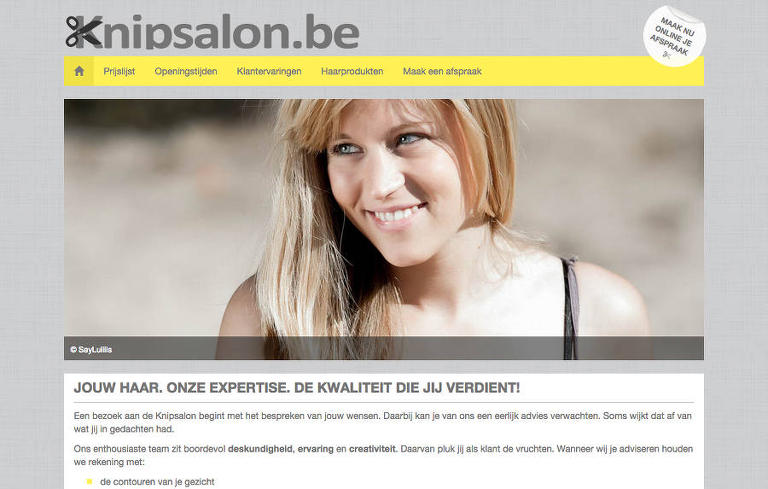 Knipsalon.be
MAAK NU
ONLINE JE
AFSPRAAK
Prijslijst Openingstijden Klantervaringen Haarprodukten Maak een afspraak
© SayLuiiis
JOUW HAAR. ONZE EXPERTISE. DE KWALITEIT DIE JIJ VERDIENT!
Een bezoek aan de Knipsalon begint met het bespreken van jouw wensen. Daarbij kan je van ons een eerlijk advies verwachten. Soms wijkt dat af van
wat jij in gedachten had.
Ons enthousiaste team zit boordevol deskundigheid, ervaring en creativiteit. Daarvan pluk jij als klant de vruchten. Wanneer wij je adviseren houden
we rekening met:
de contouren van je gezicht